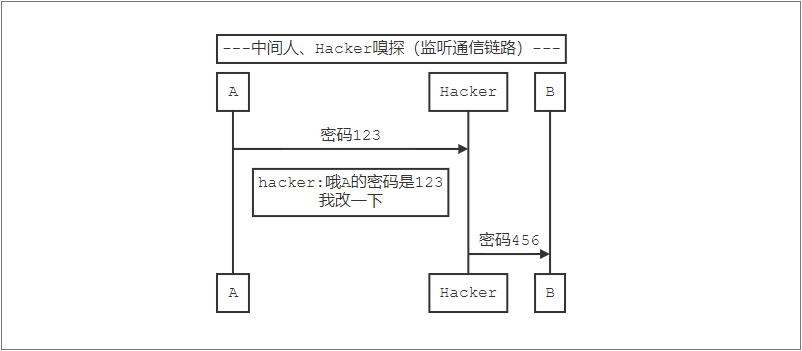 ---中间人、Hacker嗅探（监听通信链路）---
A
Hacker
B
密码123
hacker:哦A的密码是123
我改一下
密码456
A
Hacker
B